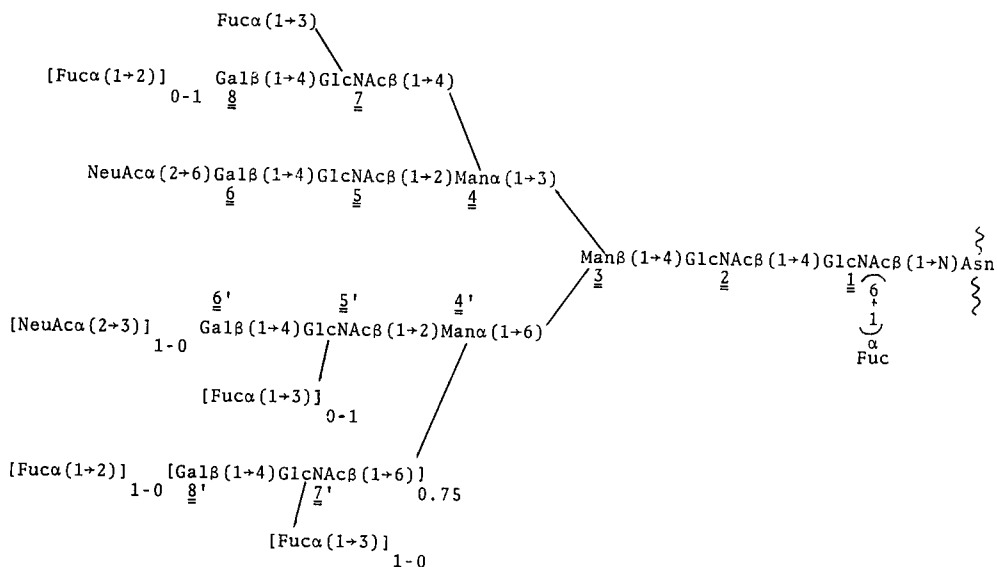 Fucα(1→3)
[Fucα(1→2)]0-1 Galβ(1→4)GlcNAcβ(1→4)
8 7
NeuAcα(2→6)Galβ(1→4)GlcNAcβ(1→2)Manα(1→3)
6 5 4
Manβ(1→4)GlcNAcβ(1→4)GlcNAcβ(1→N)Asn
3 2 1 6
↑
1
α
Fuc
6' 5' 4'
[NeuAcα(2→3)]1-0 Galβ(1→4)GlcNAcβ(1→2)Manα(1→6)
[Fucα(1→3)]0-1
[Fucα(1→2)]1-0 [Galβ(1→4)GlcNAcβ(1→6)]0.75
8' 7'
[Fucα(1→3)]1-0